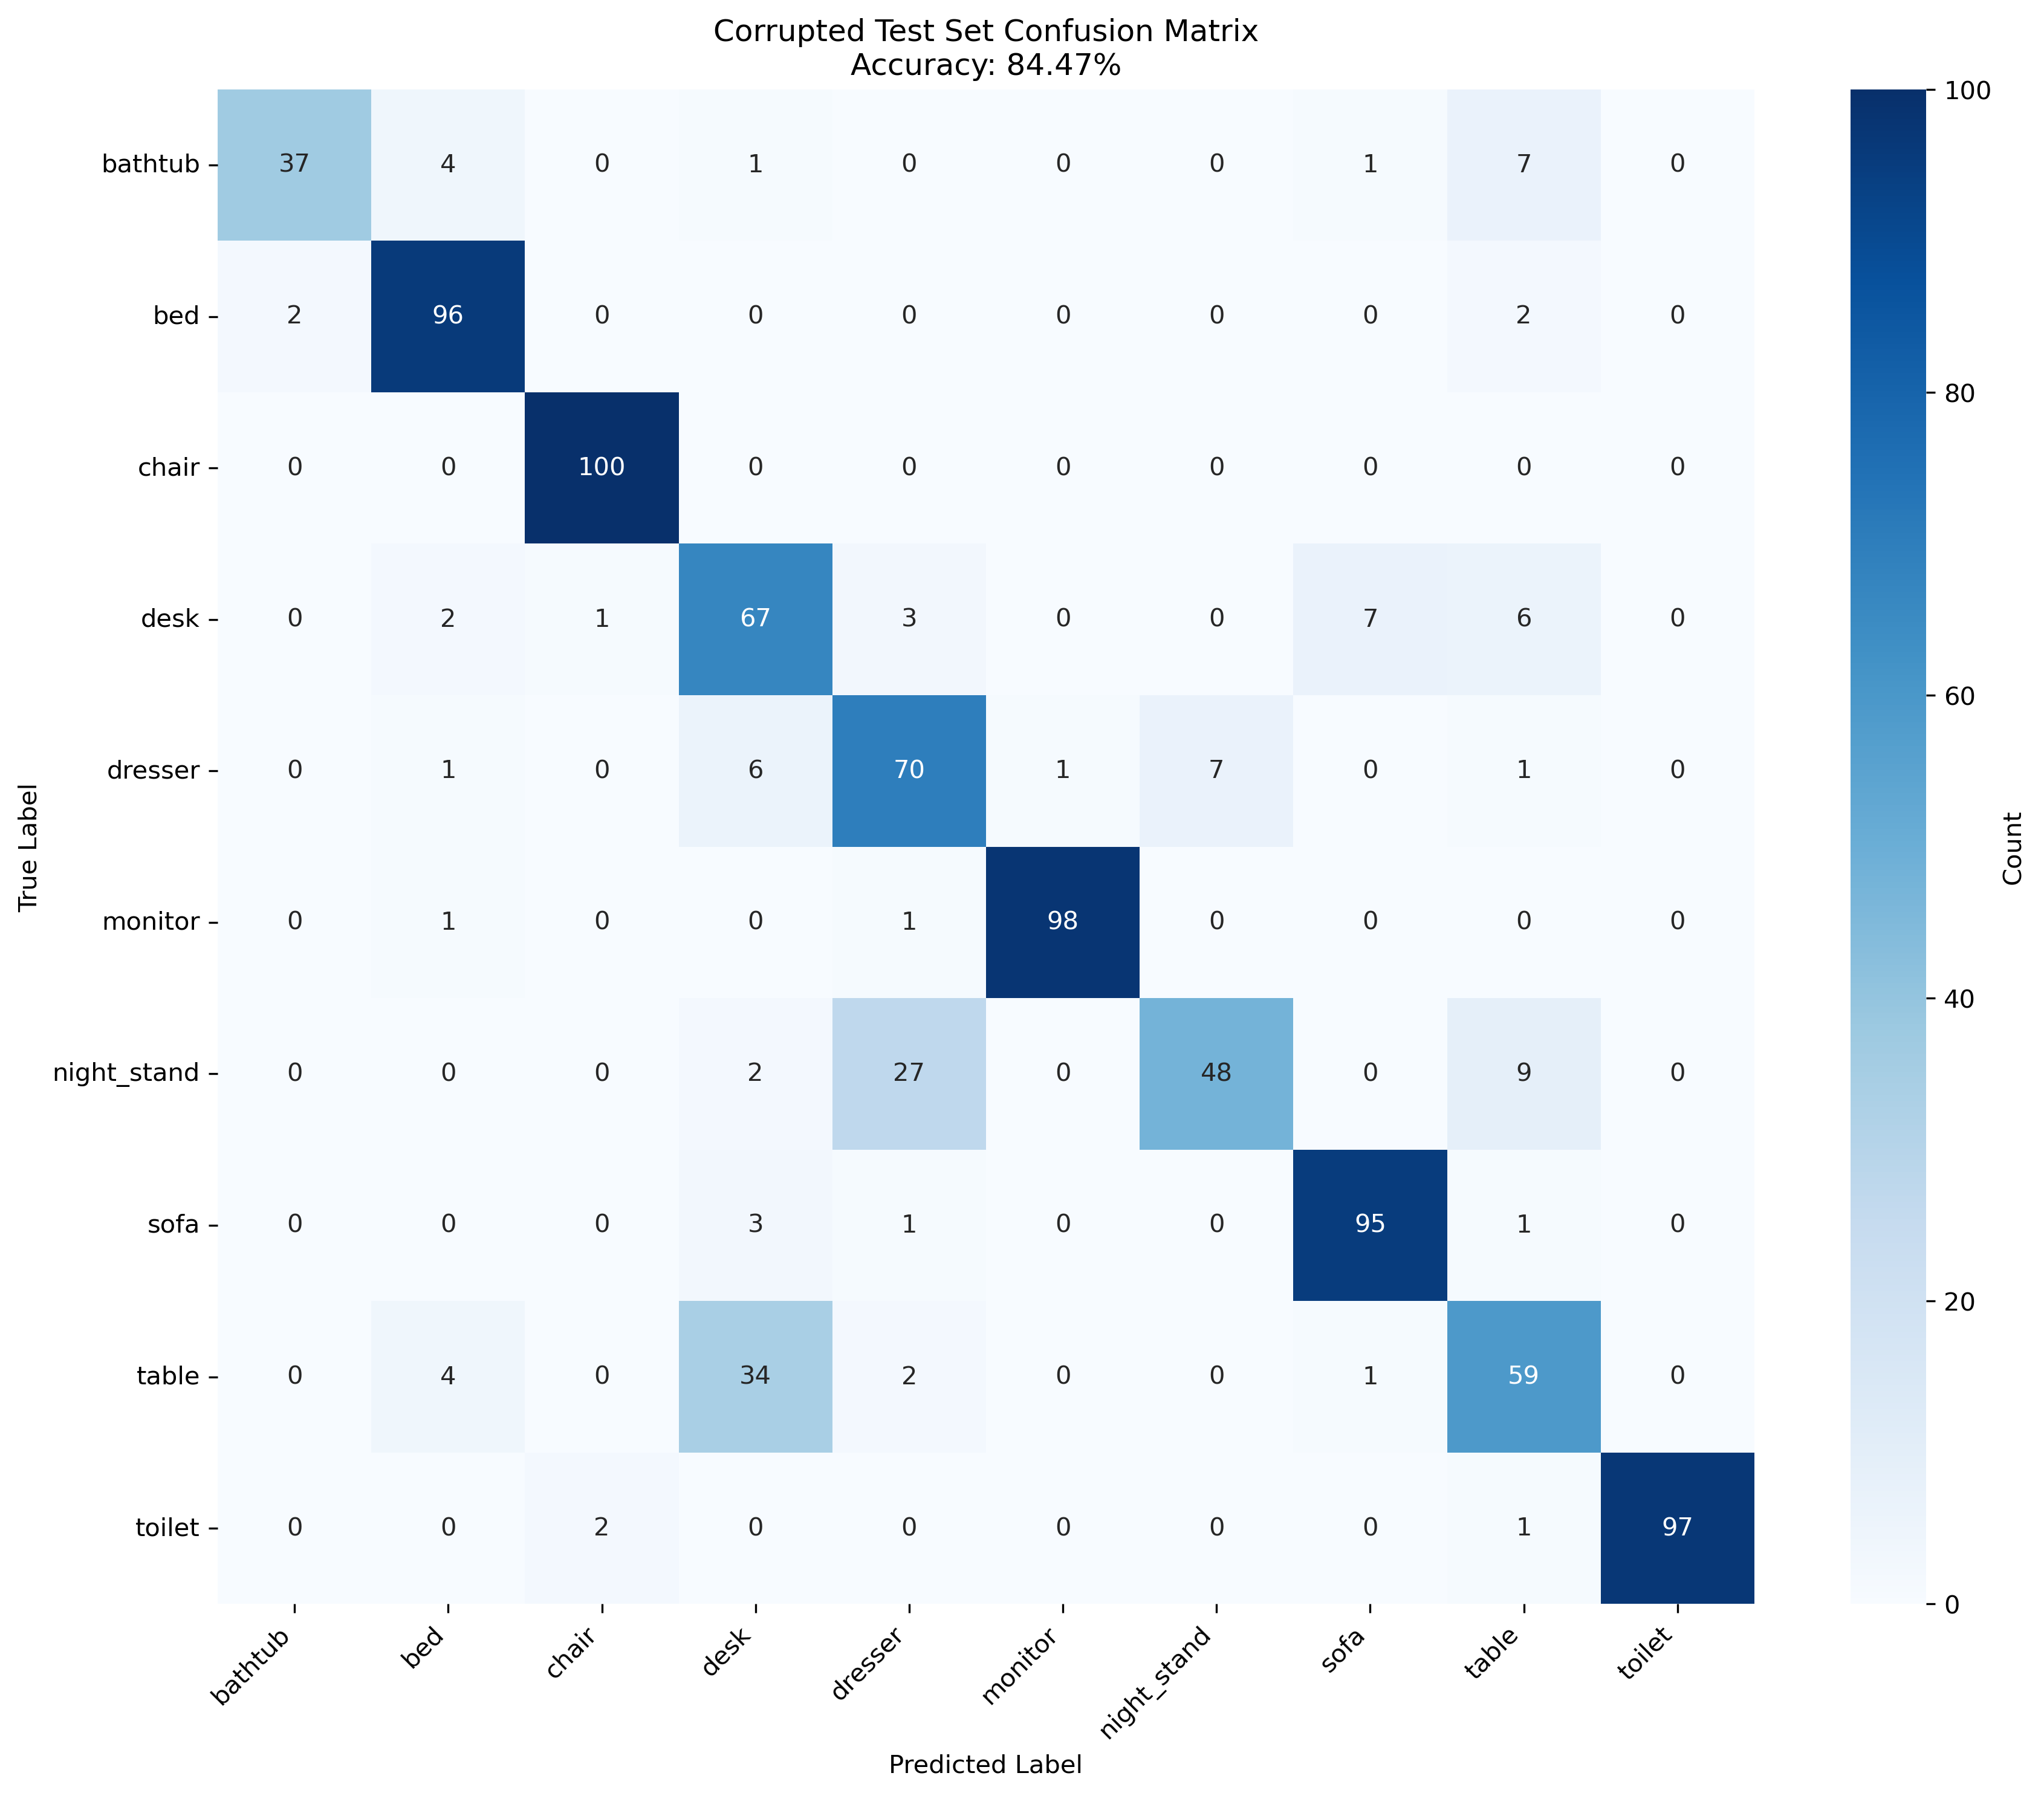 Corrupted Test Set Confusion Matrix
Accuracy: 84.47%
bathtub 37 4 0 1 0 0 0 1 7 0
bed 2 96 0 0 0 0 0 0 2 0
chair 0 0 100 0 0 0 0 0 0 0
desk 0 2 1 67 3 0 0 7 6 0
dresser 0 1 0 6 70 1 7 0 1 0
monitor 0 1 0 0 1 98 0 0 0 0
night_stand 0 0 0 2 27 0 48 0 9 0
sofa 0 0 0 3 1 0 0 95 1 0
table 0 4 0 34 2 0 0 1 59 0
toilet 0 0 2 0 0 0 0 0 1 97
bathtub bed chair desk dresser monitor night_stand sofa table toilet
Predicted Label
True Label
100
80
60
40
20
0
Count